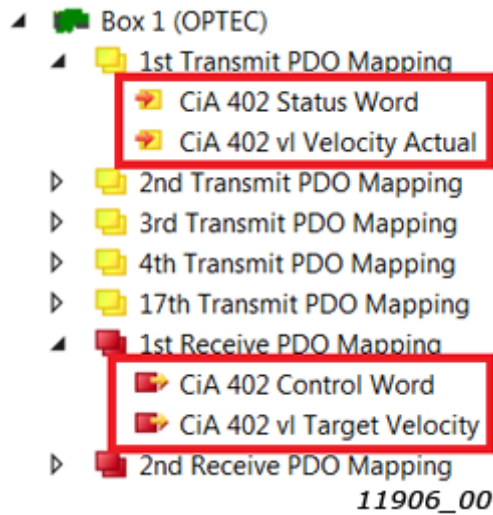 Box 1 (OPTEC)
1st Transmit PDO Mapping
CiA 402 Status Word
CiA 402 vl Velocity Actual
2nd Transmit PDO Mapping
3rd Transmit PDO Mapping
4th Transmit PDO Mapping
17th Transmit PDO Mapping
1st Receive PDO Mapping
CiA 402 Control Word
CiA 402 vl Target Velocity
2nd Receive PDO Mapping
11906_00